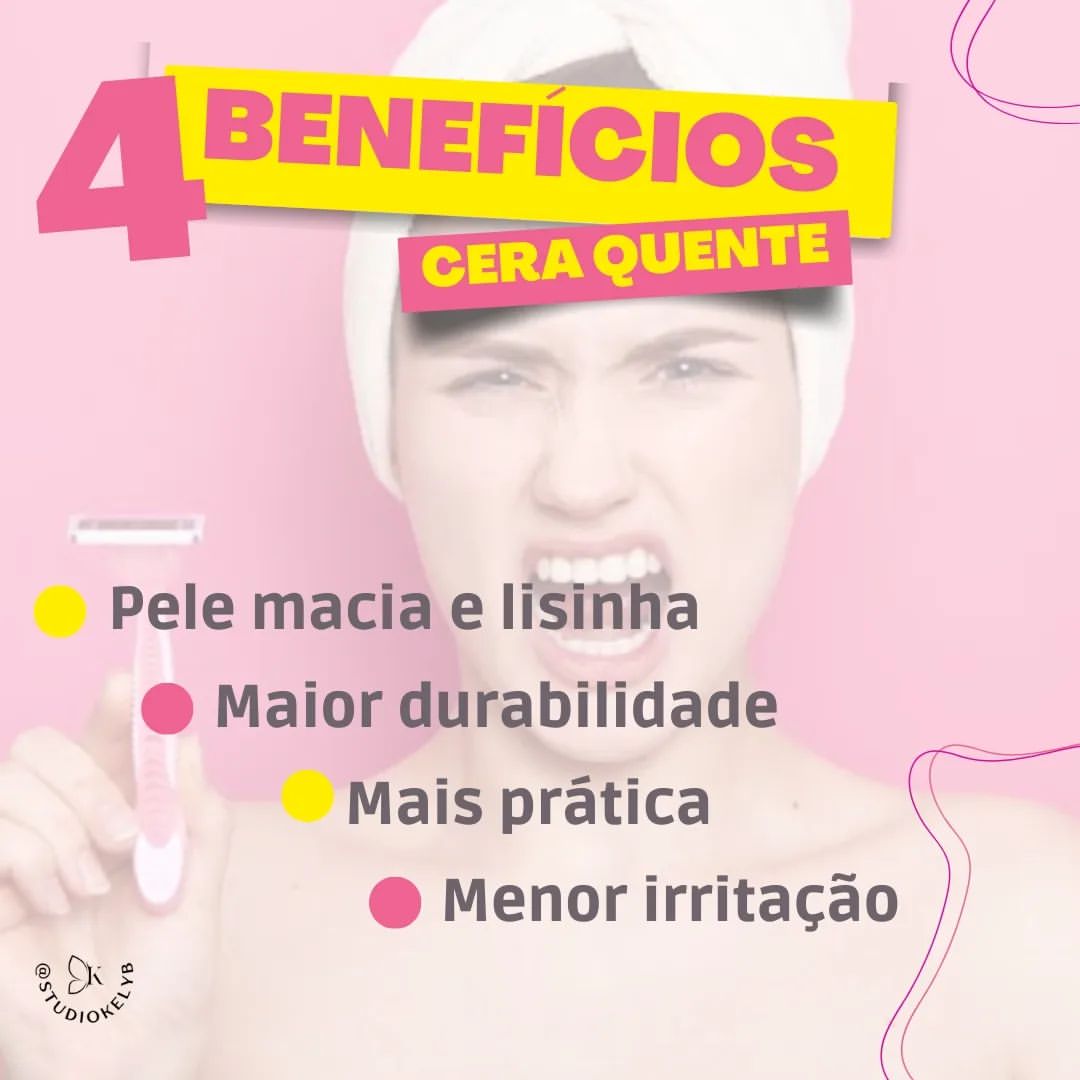 4 BENEFÍCIOS
CERA QUENTE
Pele macia e lisinha
Maior durabilidade
Mais prática
Menor irritação
K
@STUDIOKELYB